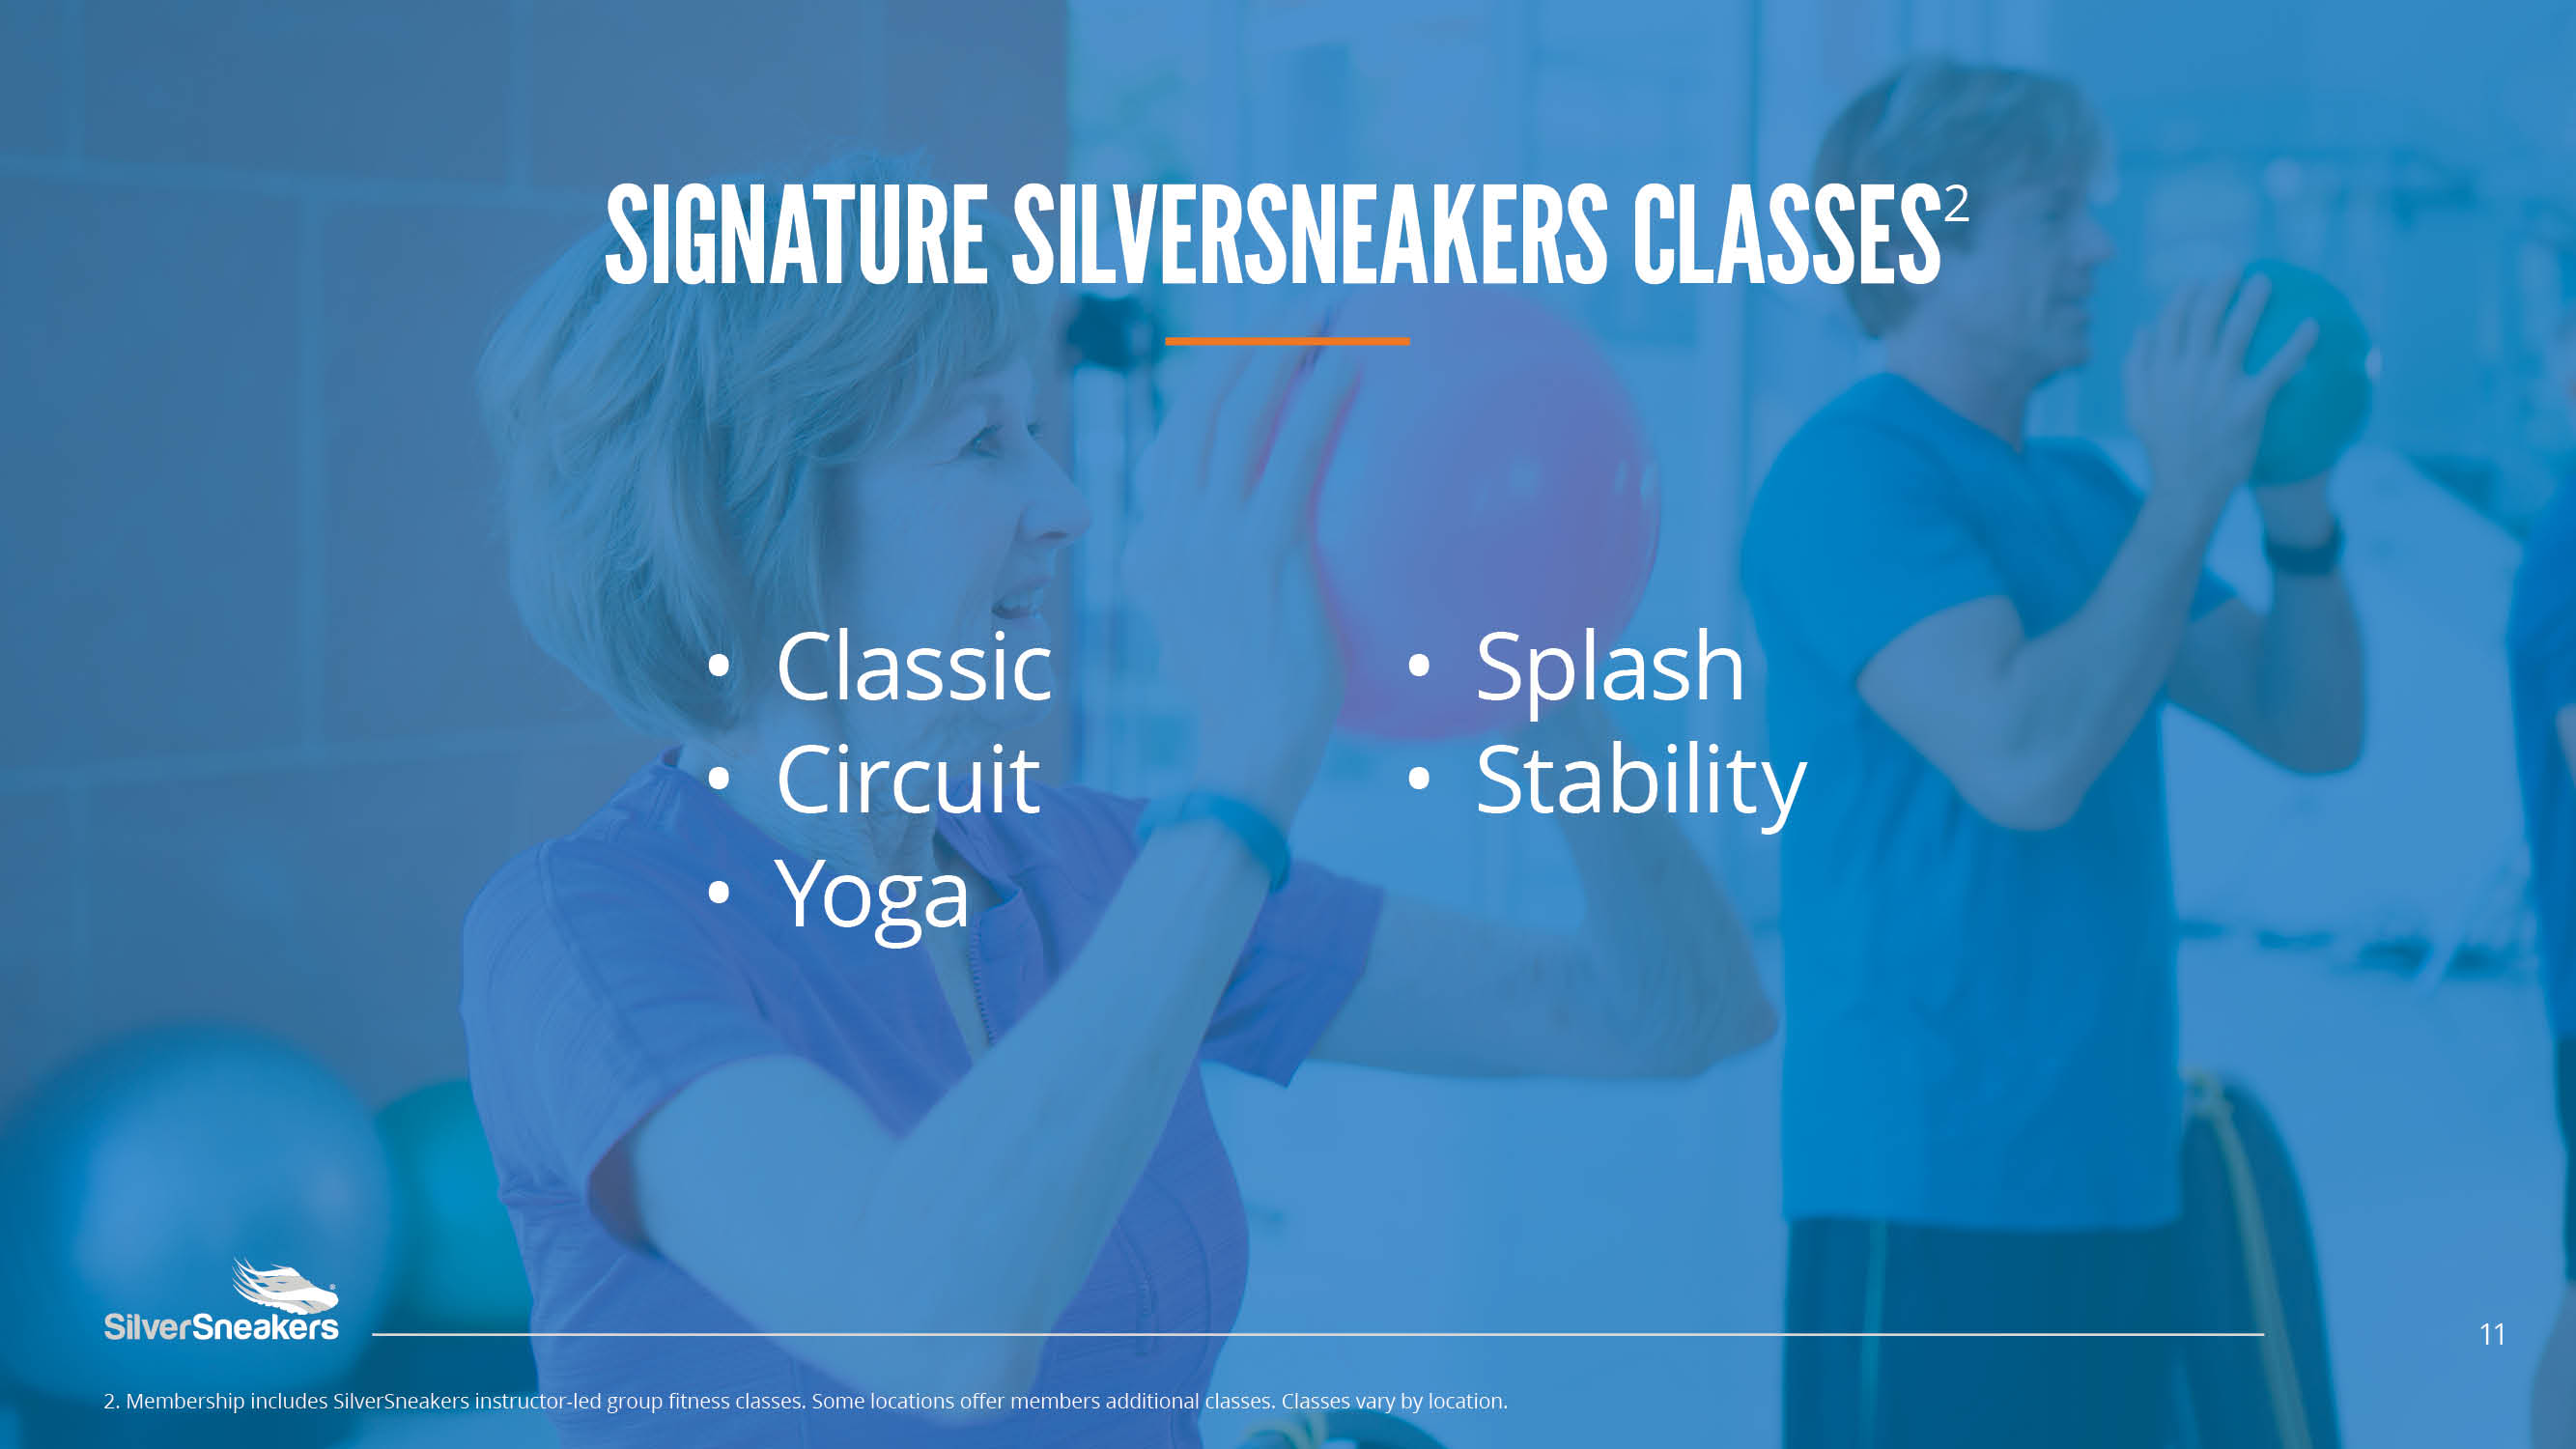 SIGNATURE SILVERSNEAKERS CLASSES2
• Classic
• Circuit
• Yoga
• Splash
• Stability
SilverSneakers®
11
2. Membership includes SilverSneakers instructor-led group fitness classes. Some locations offer members additional classes. Classes vary by location.